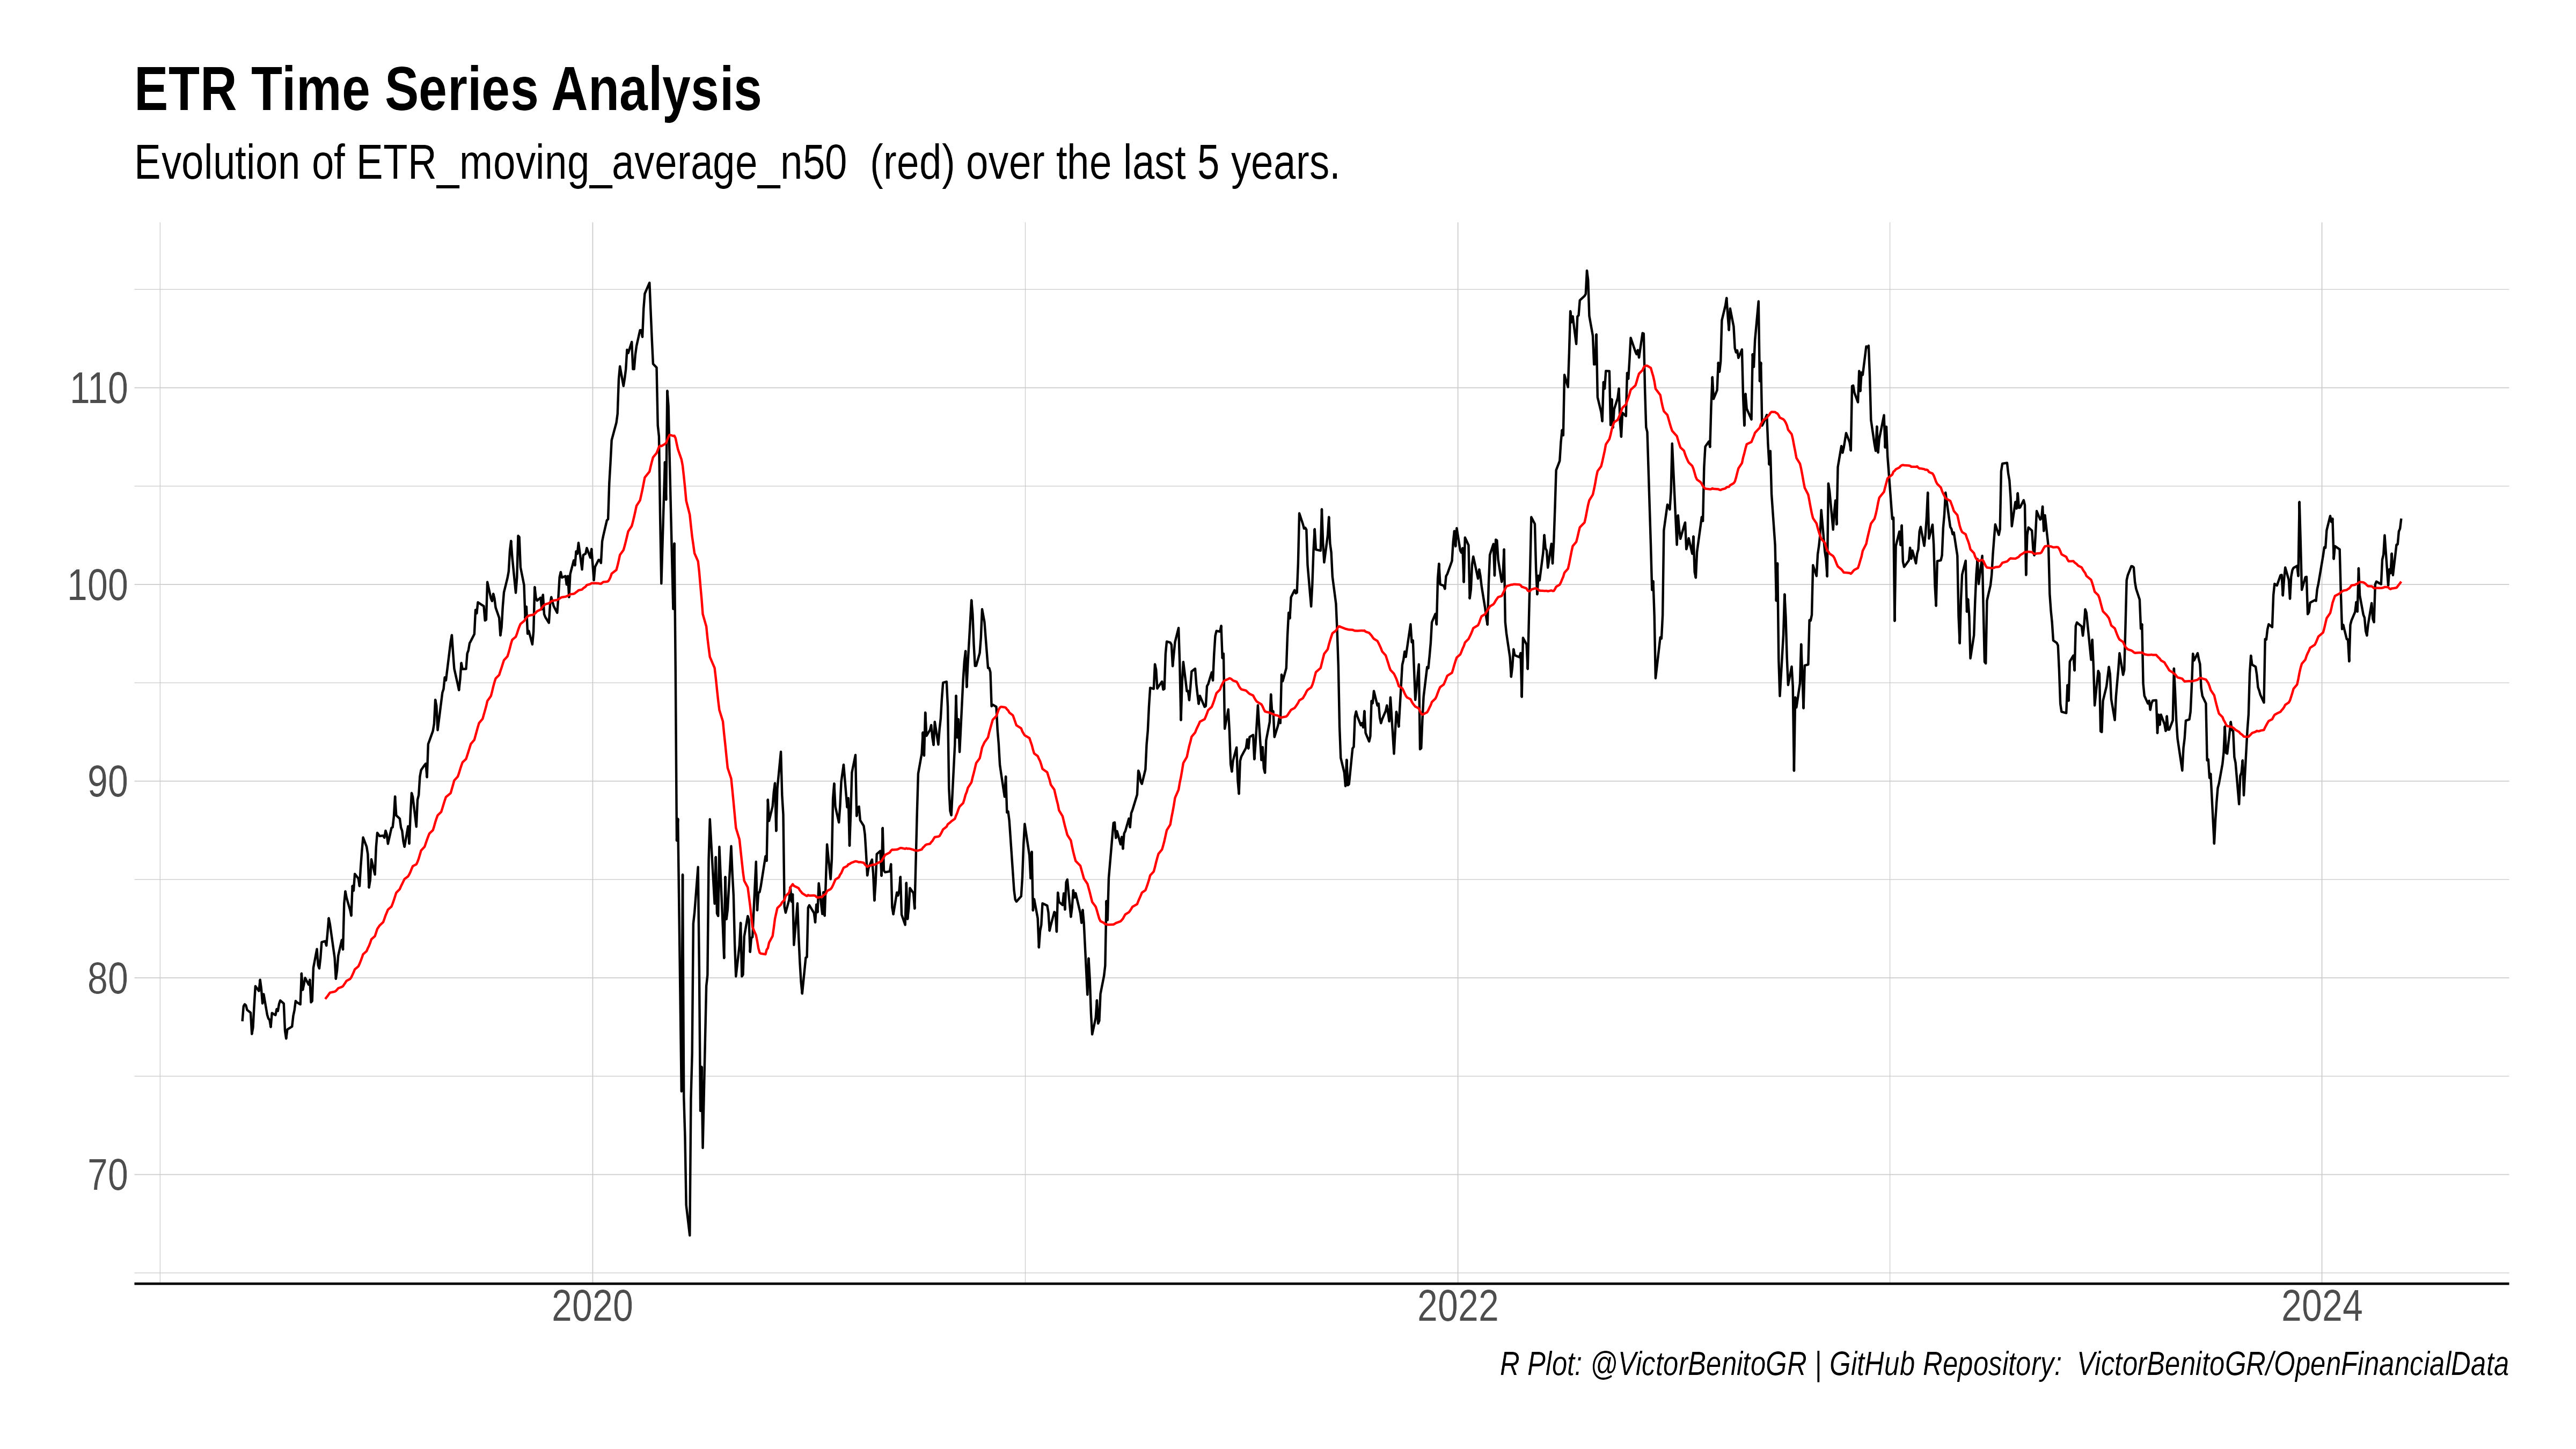 ETR Time Series Analysis
Evolution of ETR_moving_average_n50  (red) over the last 5 years.
110
100
90
80
70
2020 2022 2024
R Plot: @VictorBenitoGR | GitHub Repository:  VictorBenitoGR/OpenFinancialData